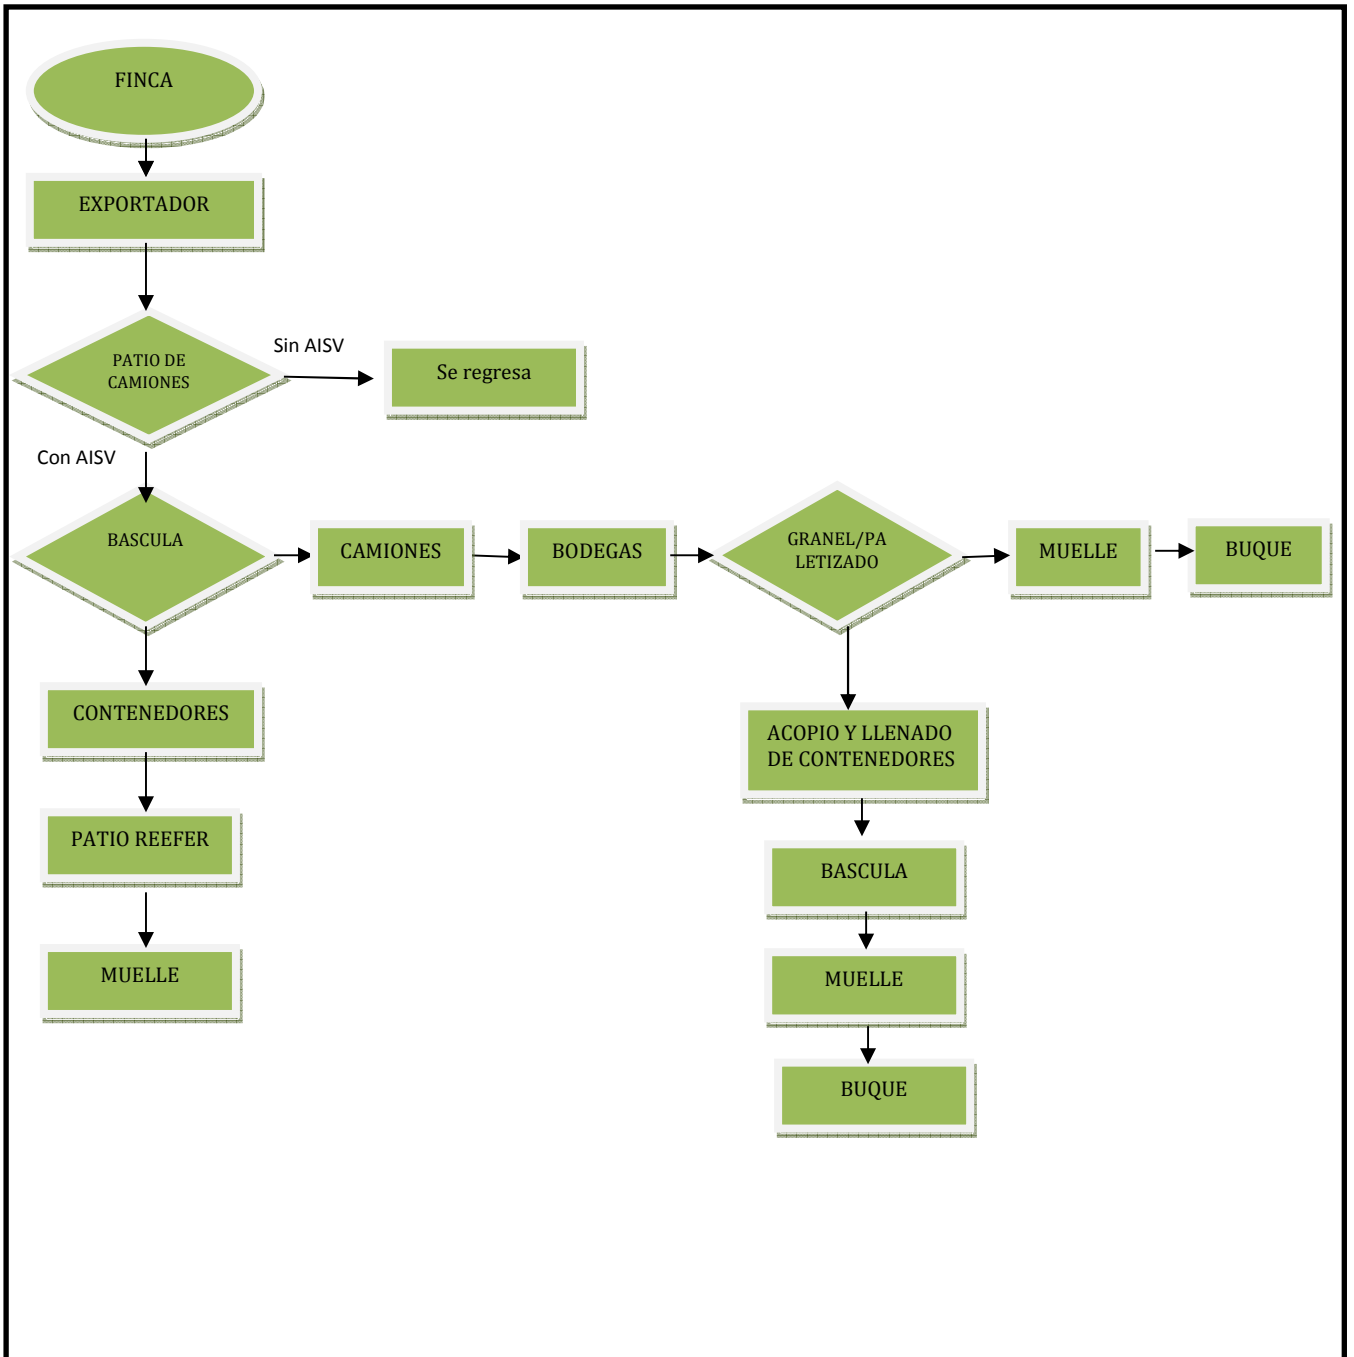 FINCA
EXPORTADOR
Sin AISV
PATIO DE
CAMIONES
Se regresa
Con AISV
BASCULA
CAMIONES
BODEGAS
GRANEL/PA
LETIZADO
MUELLE
BUQUE
CONTENEDORES
ACOPIO Y LLENADO
DE CONTENEDORES
PATIO REEFER
BASCULA
MUELLE
MUELLE
BUQUE